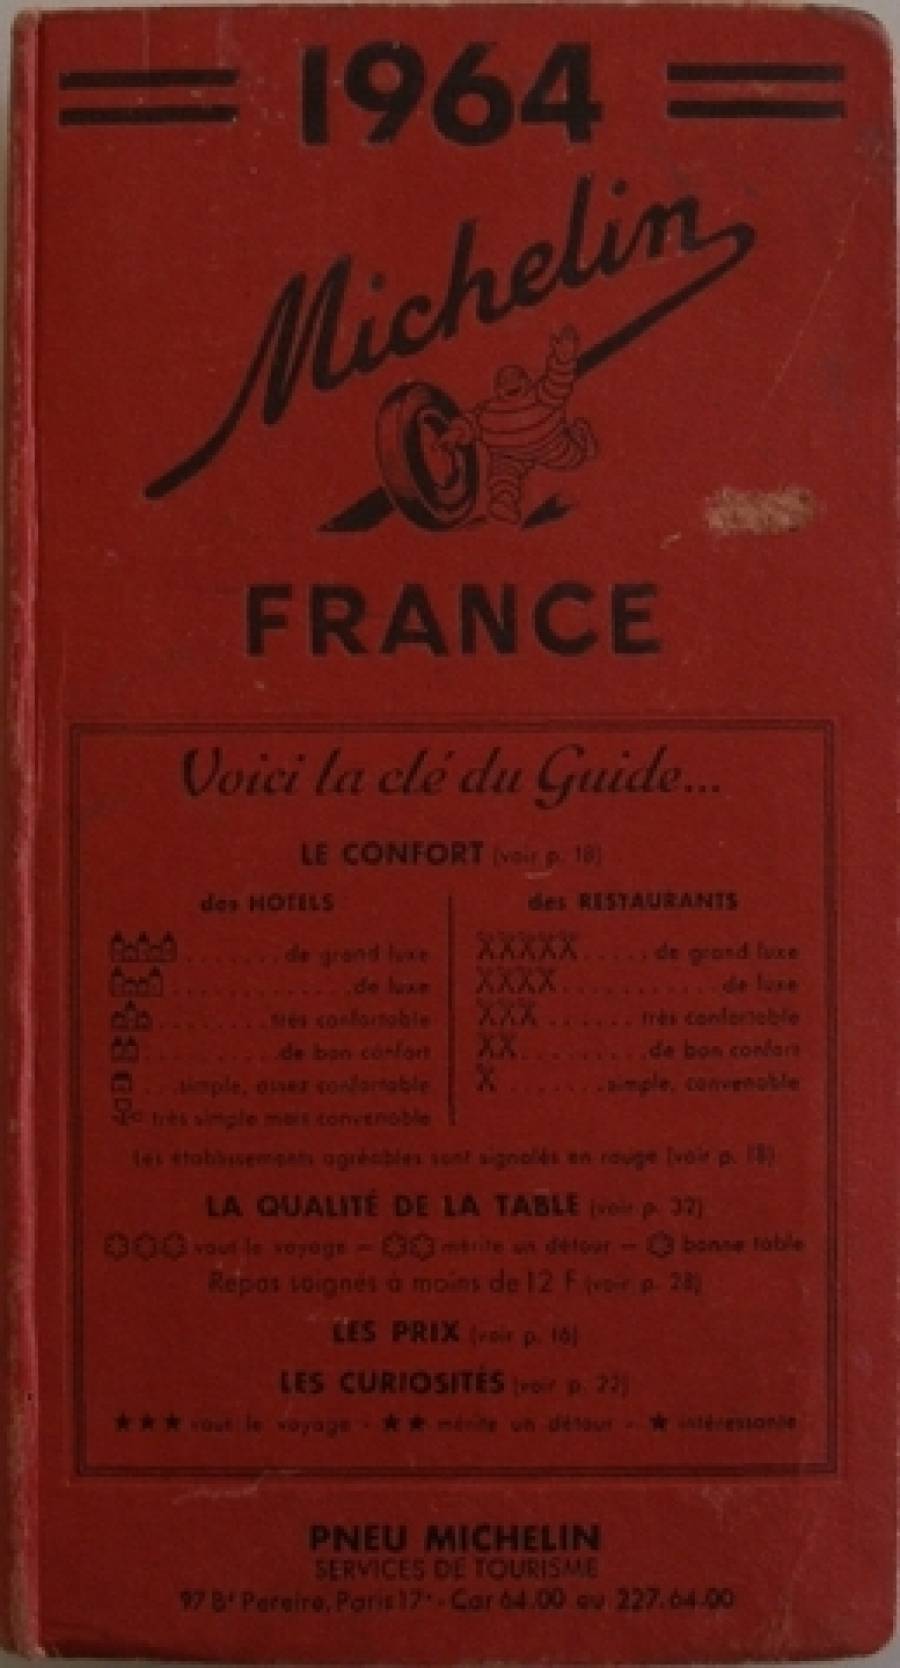 1964
Michelin
FRANCE
Voici la clé du Guide...
LE CONFORT (voir p. 18)
des HOTELS
....... de grand luxe
............. de luxe
......... très confortable
.......... de bon confort
... simple, assez confortable
très simple mais convenable
des RESTAURANTS
XXXXX ..... de grand luxe
XXXX ........... de luxe
XXX ...... très confortable
XX ......... de bon confort
X ....... simple, convenable
Les établissements agréables sont signalés en rouge (voir p. 18)
LA QUALITÉ DE LA TABLE (voir p. 32)
vaut le voyage - mérite un détour - bonne table
Repas soignés à moins de 12 F (voir p. 28)
LES PRIX (voir p. 16)
LES CURIOSITÉS (voir p. 22)
★★★ vaut le voyage - ★★ mérite un détour - ★ intéressante
PNEU MICHELIN
SERVICES DE TOURISME
97 Bd Pereire, Paris 17e - Car 64.00 ou 227.64-00